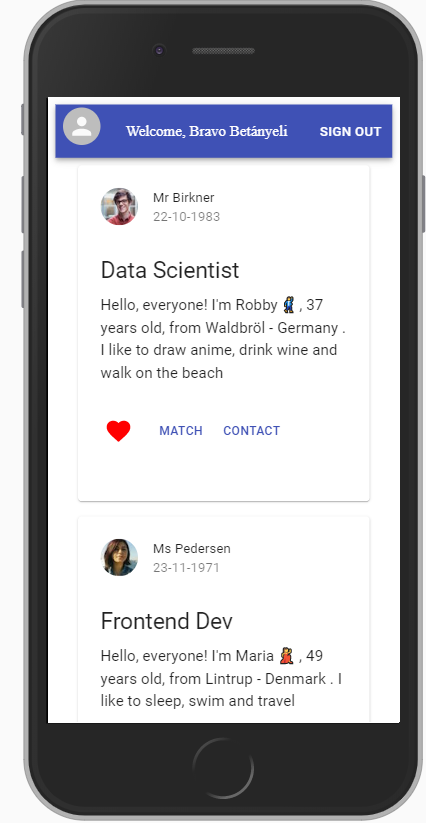 Welcome, Bravo Betányeli SIGN OUT
Mr Birkner
22-10-1983
Data Scientist
Hello, everyone! I'm Robby , 37
years old, from Waldbröl - Germany .
I like to draw anime, drink wine and
walk on the beach
MATCH CONTACT
Ms Pedersen
23-11-1971
Frontend Dev
Hello, everyone! I'm Maria , 49
years old, from Lintrup - Denmark . I
like to sleep, swim and travel